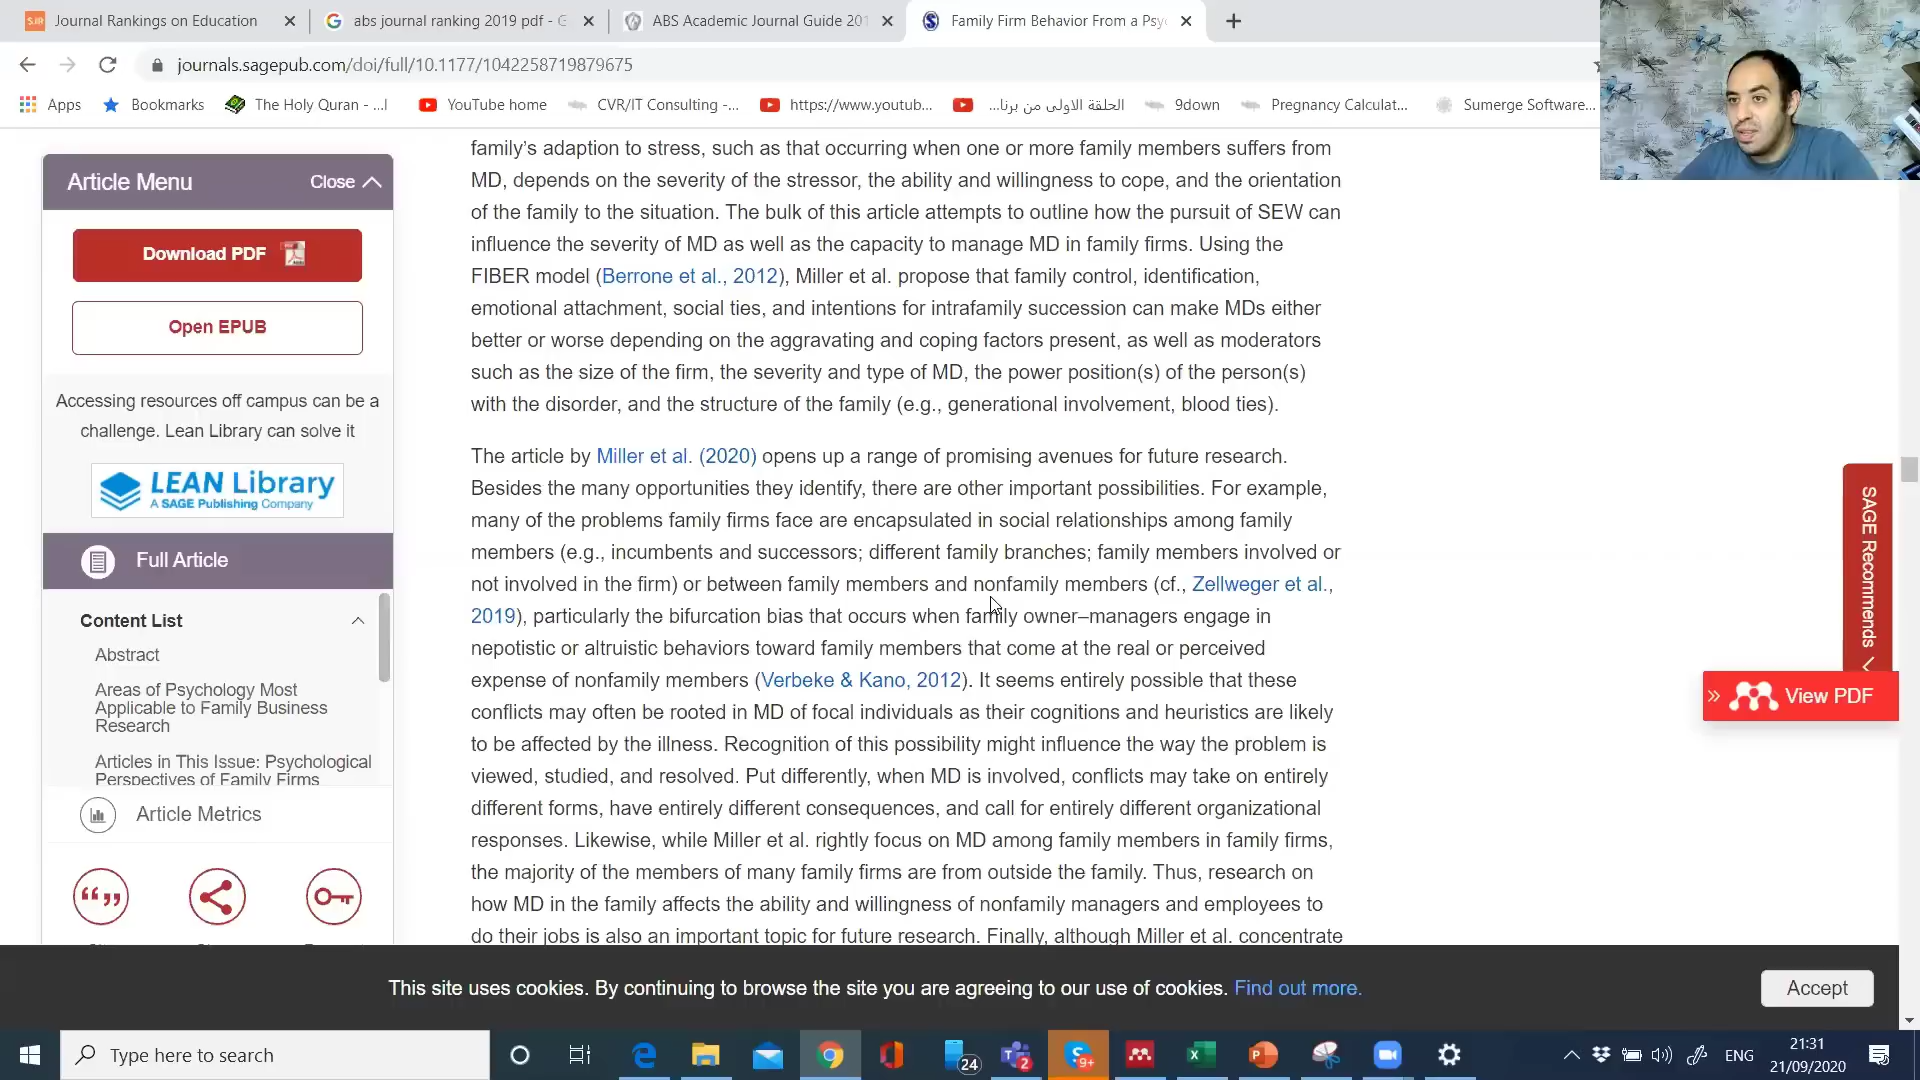 Journal Rankings on Education
abs journal ranking 2019 pdf - G
ABS Academic Journal Guide 201
Family Firm Behavior From a Psy
journals.sagepub.com/doi/full/10.1177/1042258719879675
Apps
Bookmarks
The Holy Quran - ...l
YouTube home
CVR/IT Consulting -...
https://www.youtub...
الحلقة الاولى من برنا...
9down
Pregnancy Calculat...
Sumerge Software...
Article Menu
Close
Download PDF
Open EPUB
Accessing resources off campus can be a
challenge. Lean Library can solve it
LEAN Library
A SAGE Publishing Company
Full Article
Content List
Abstract
Areas of Psychology Most
Applicable to Family Business
Research
Articles in This Issue: Psychological
Perspectives of Family Firms
Article Metrics
family's adaption to stress, such as that occurring when one or more family members suffers from
MD, depends on the severity of the stressor, the ability and willingness to cope, and the orientation
of the family to the situation. The bulk of this article attempts to outline how the pursuit of SEW can
influence the severity of MD as well as the capacity to manage MD in family firms. Using the
FIBER model (Berrone et al., 2012), Miller et al. propose that family control, identification,
emotional attachment, social ties, and intentions for intrafamily succession can make MDs either
better or worse depending on the aggravating and coping factors present, as well as moderators
such as the size of the firm, the severity and type of MD, the power position(s) of the person(s)
with the disorder, and the structure of the family (e.g., generational involvement, blood ties).
The article by Miller et al. (2020) opens up a range of promising avenues for future research.
Besides the many opportunities they identify, there are other important possibilities. For example,
many of the problems family firms face are encapsulated in social relationships among family
members (e.g., incumbents and successors; different family branches; family members involved or
not involved in the firm) or between family members and nonfamily members (cf., Zellweger et al.,
2019), particularly the bifurcation bias that occurs when family owner–managers engage in
nepotistic or altruistic behaviors toward family members that come at the real or perceived
expense of nonfamily members (Verbeke & Kano, 2012). It seems entirely possible that these
conflicts may often be rooted in MD of focal individuals as their cognitions and heuristics are likely
to be affected by the illness. Recognition of this possibility might influence the way the problem is
viewed, studied, and resolved. Put differently, when MD is involved, conflicts may take on entirely
different forms, have entirely different consequences, and call for entirely different organizational
responses. Likewise, while Miller et al. rightly focus on MD among family members in family firms,
the majority of the members of many family firms are from outside the family. Thus, research on
how MD in the family affects the ability and willingness of nonfamily managers and employees to
do their jobs is also an important topic for future research. Finally, although Miller et al. concentrate
SAGE Recommends
View PDF
This site uses cookies. By continuing to browse the site you are agreeing to our use of cookies. Find out more.
Accept
Type here to search
24
2
9+
ENG
21:31
21/09/2020